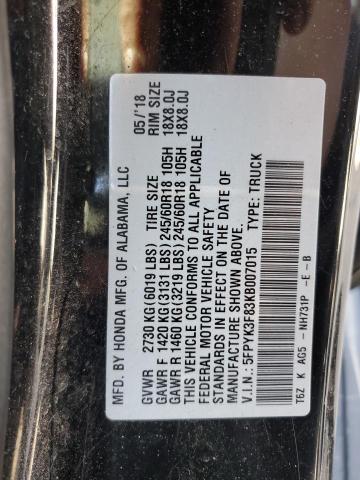 MFD. BY HONDA MFG. OF ALABAMA, LLC 05/'18
TIRE SIZE RIM SIZE
GVWR 2730 KG(6019 LBS)
GAWR F 1420 KG(3131 LBS) 245/60R18 105H 18X8.0J
GAWR R 1460 KG(3219 LBS) 245/60R18 105H 18X8.0J
THIS VEHICLE CONFORMS TO ALL APPLICABLE
FEDERAL MOTOR VEHICLE SAFETY
STANDARDS IN EFFECT ON THE DATE OF
MANUFACTURE SHOWN ABOVE.
V.I.N.: 5FPYK3F83KB007015 TYPE: TRUCK
T6Z K AG5 - NH731P -E -B